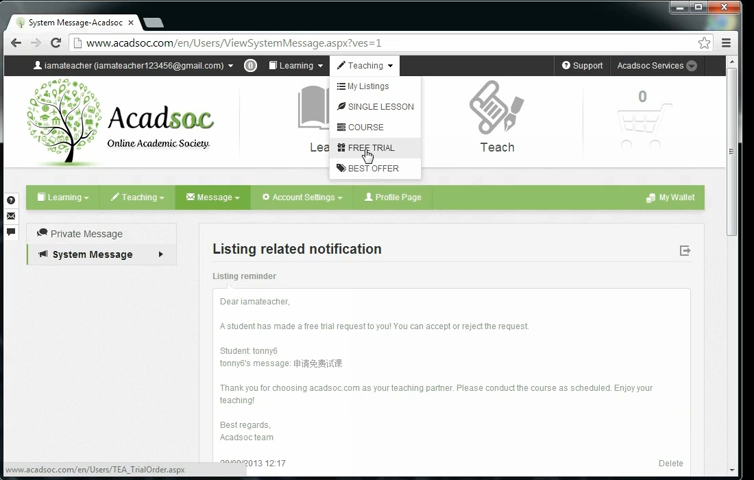 System Message-Acadsoc
www.acadsoc.com/en/Users/ViewSystemMessage.aspx?ves=1
iamateacher (iamateacher123456@gmail.com) 0 Learning Teaching Support Acadsoc Services
My Listings
SINGLE LESSON
COURSE
FREE TRIAL
BEST OFFER
Acadsoc
Online Academic Society.
Lea
Teach
0
Learning Teaching Message Account Settings Profile Page My Wallet
Private Message
System Message
Listing related notification
Listing reminder
Dear iamateacher,
A student has made a free trial request to you! You can accept or reject the request.
Student: tonny6
tonny6's message: 申请免费试课
Thank you for choosing acadsoc.com as your teaching partner. Please conduct the course as scheduled. Enjoy your
teaching!
Best regards,
Acadsoc team
2013 12:17
Delete
www.acadsoc.com/en/Users/TEA_TrialOrder.aspx